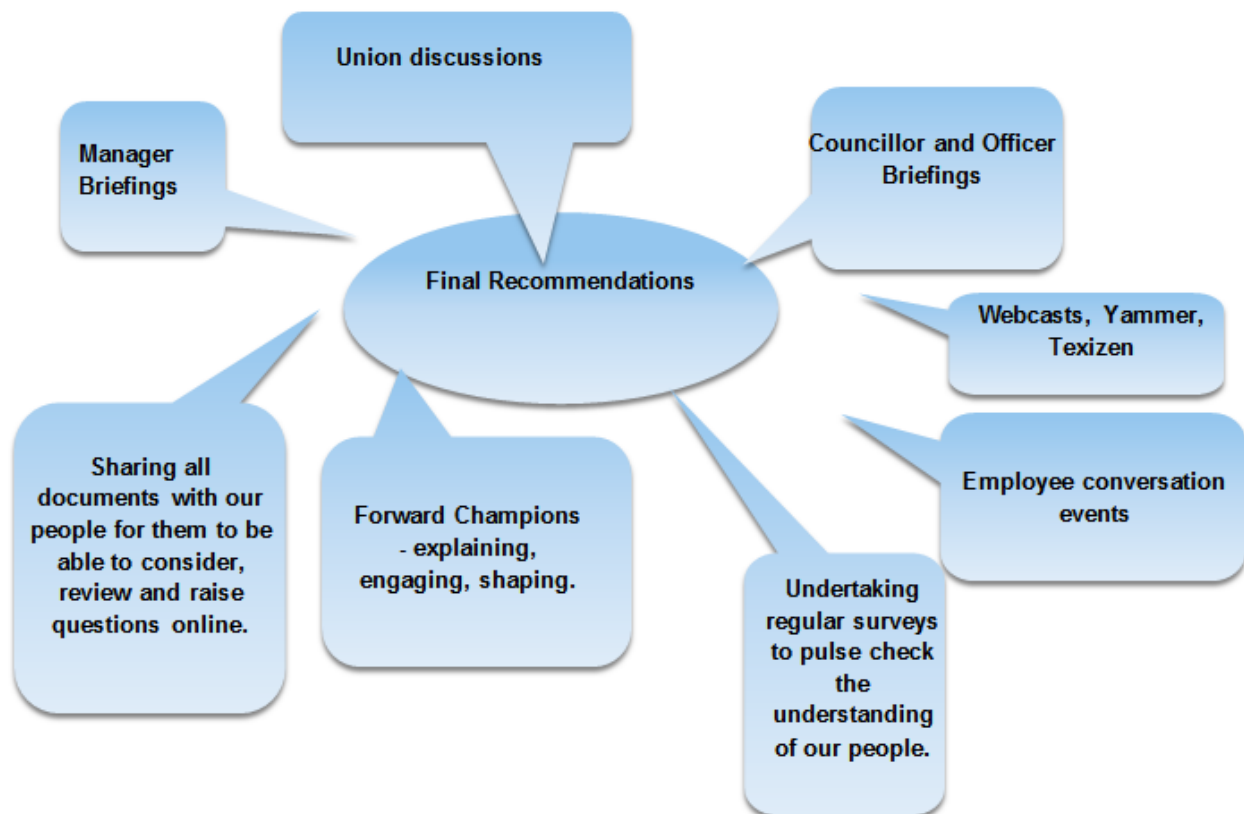 Union discussions
Manager
Briefings
Councillor and Officer
Briefings
Final Recommendations
Webcasts, Yammer,
Texizen
Sharing all
documents with our
people for them to be
able to consider,
review and raise
questions online.
Forward Champions
- explaining,
engaging, shaping.
Employee conversation
events
Undertaking
regular surveys
to pulse check
the
understanding
of our people.